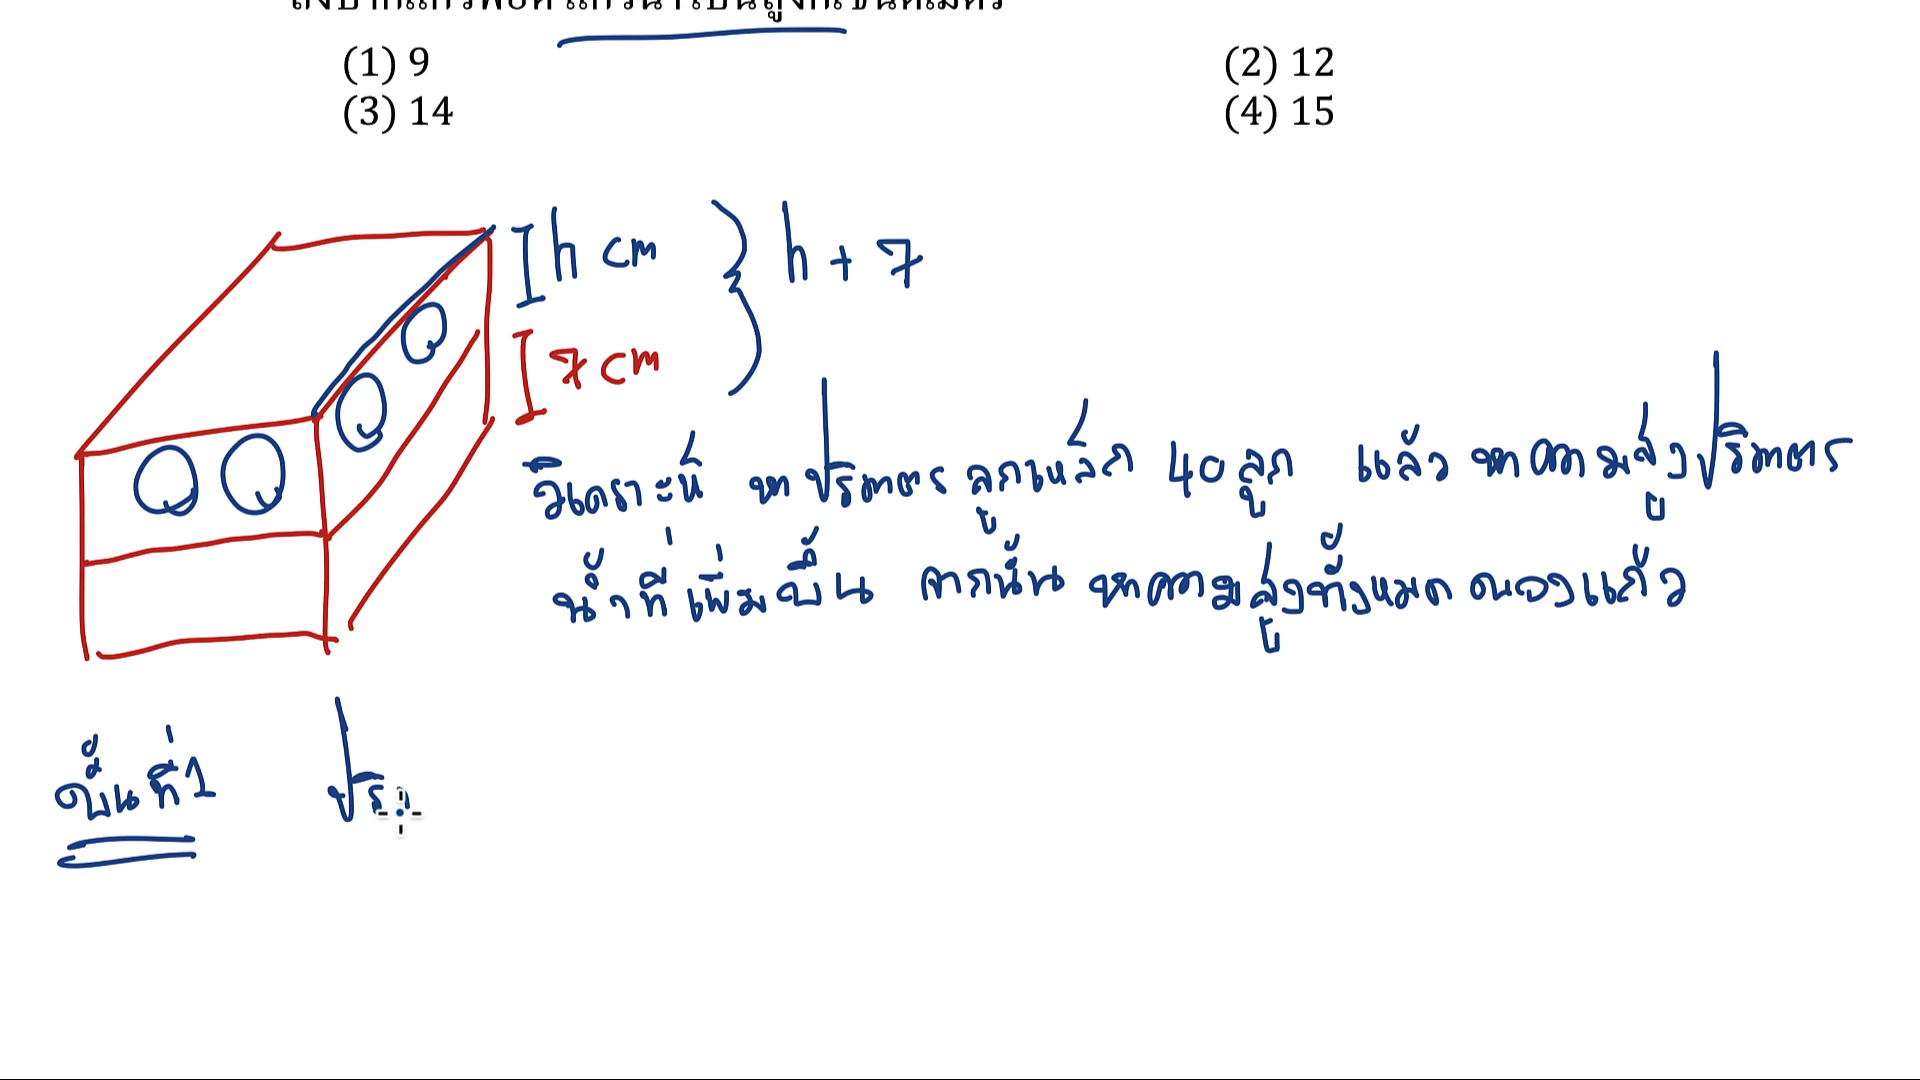 (1) 9 (2) 12
(3) 14 (4) 15
h cm h + 7
7 cm
วิเคราะห์ หาปริมาตร ลูกเหล็ก 40 ลูก แล้ว หาความสูงปริมาตร
น้ำที่เพิ่มขึ้น จากนั้น หาความสูงทั้งหมดของแก้ว
ขั้นที่ 1